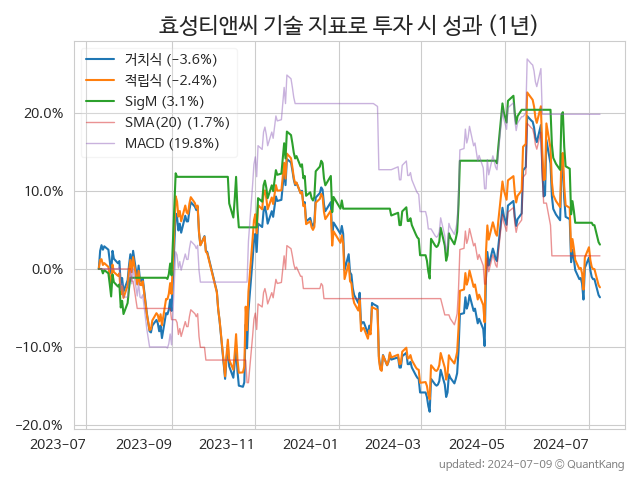 효성티앤씨 기술 지표로 투자 시 성과 (1년)
거치식 (−3.6%)
적립식 (−2.4%)
SigM (3.1%)
SMA(20) (1.7%)
MACD (19.8%)
20.0%
10.0%
0.0%
−10.0%
−20.0%
2023-07 2023-09 2023-11 2024-01 2024-03 2024-05 2024-07
updated: 2024-07-09 © QuantKang